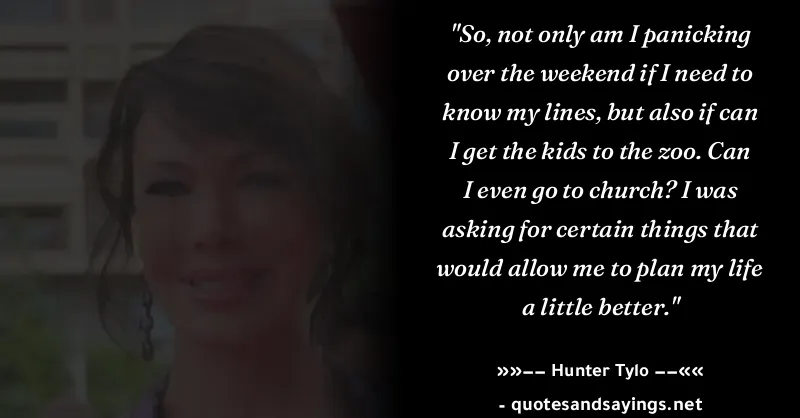 "So, not only am I panicking
over the weekend if I need to
know my lines, but also if can
I get the kids to the zoo. Can
I even go to church? I was
asking for certain things that
would allow me to plan my life
a little better."
»»−− Hunter Tylo −−««
- quotesandsayings.net